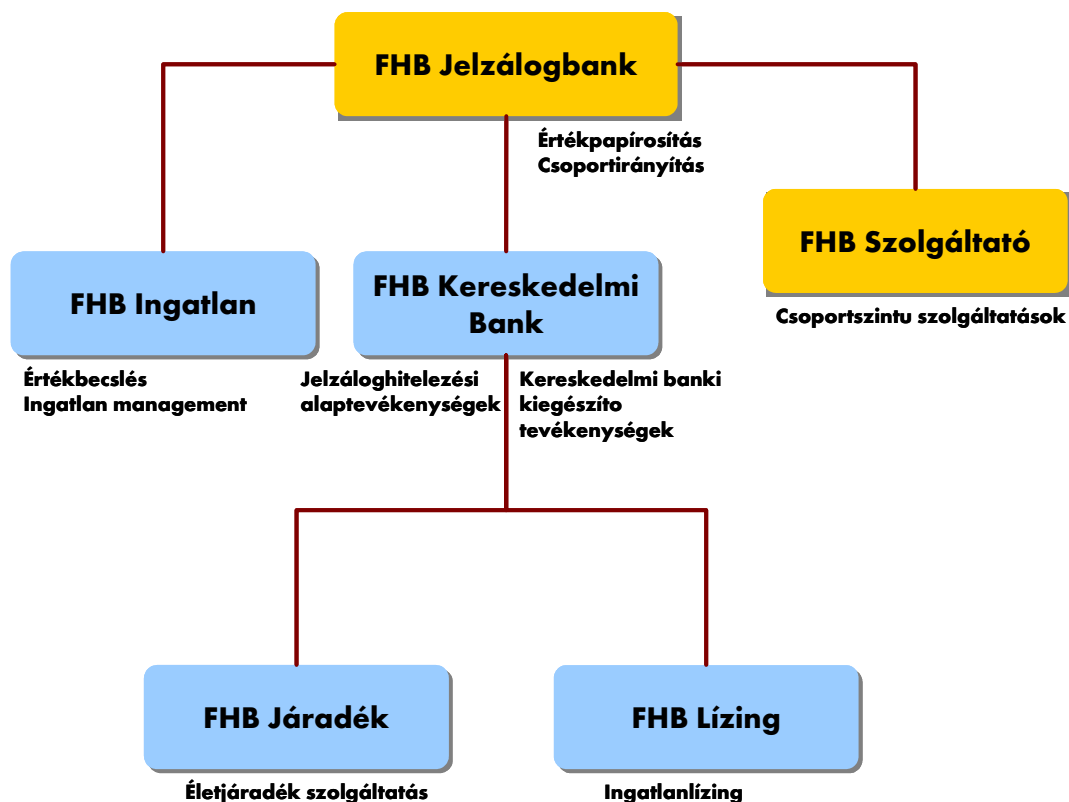 FHB Jelzálogbank
Értékpapírosítás
Csoportirányítás
FHB Szolgáltató
Csoportszintu szolgáltatások
FHB Ingatlan
Értékbecslés
Ingatlan management
FHB Kereskedelmi
Bank
Jelzáloghitelezési
alaptevékenységek
Kereskedelmi banki
kiegészíto
tevékenységek
FHB Járadék
Életjáradék szolgáltatás
FHB Lízing
Ingatlanlízing